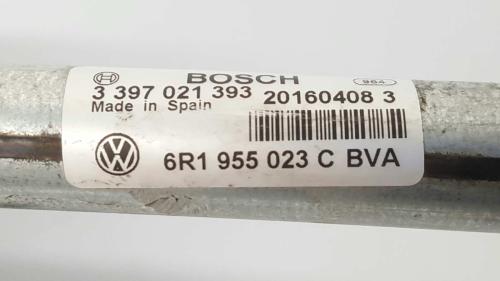 BOSCH
964
3 397 021 393 20160408 3
Made in Spain
6R1 955 023 C BVA